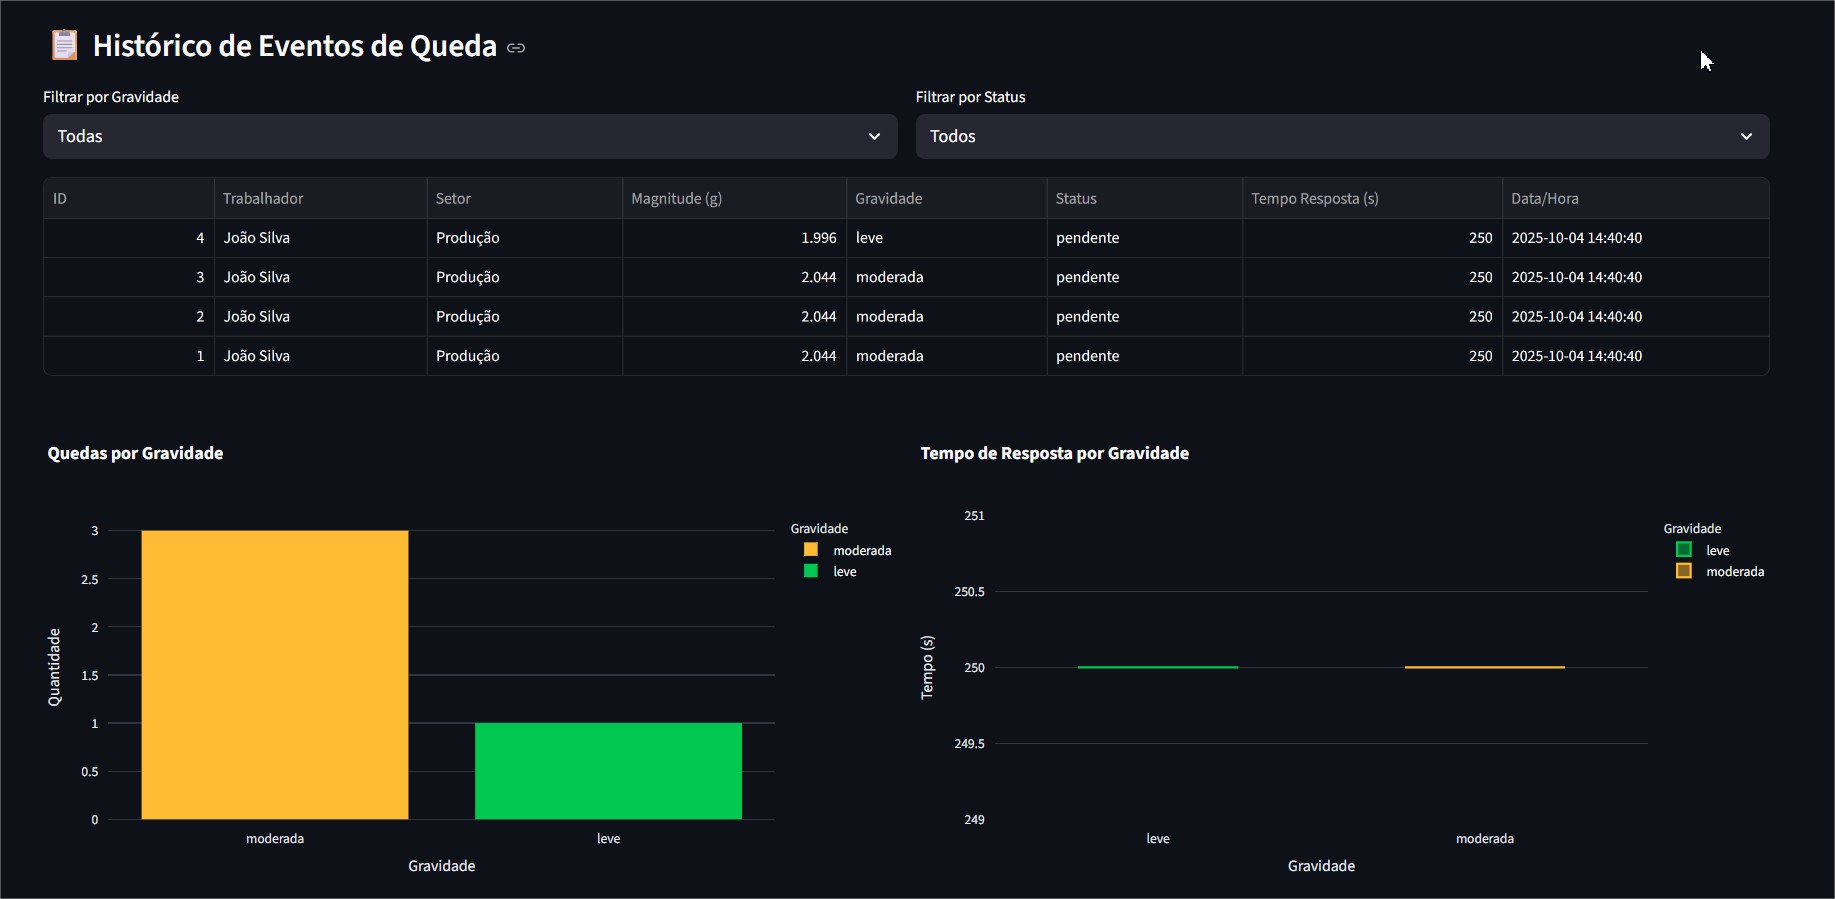 Histórico de Eventos de Queda
Filtrar por Gravidade
Todas
Filtrar por Status
Todos
ID Trabalhador Setor Magnitude (g) Gravidade Status Tempo Resposta (s) Data/Hora
4 João Silva Produção 1.996 leve pendente 250 2025-10-04 14:40:40
3 João Silva Produção 2.044 moderada pendente 250 2025-10-04 14:40:40
2 João Silva Produção 2.044 moderada pendente 250 2025-10-04 14:40:40
1 João Silva Produção 2.044 moderada pendente 250 2025-10-04 14:40:40
Quedas por Gravidade
Quantidade
3
2.5
2
1.5
1
0.5
0
moderada leve
Gravidade
Gravidade
moderada
leve
Tempo de Resposta por Gravidade
Tempo (s)
251
250.5
250
249.5
249
leve moderada
Gravidade
Gravidade
leve
moderada